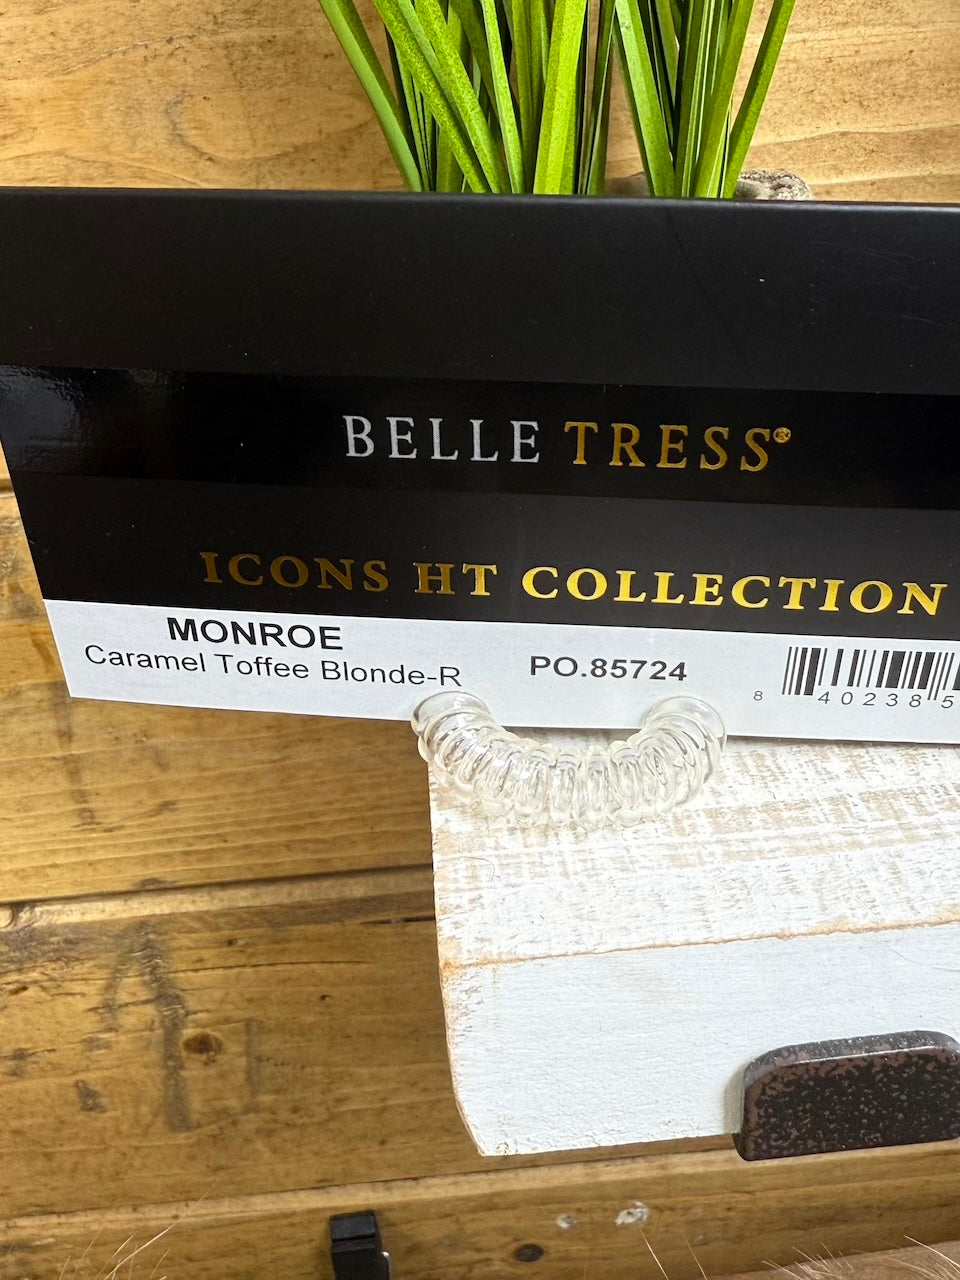 BELLE TRESS®
ICONS HT COLLECTION
MONROE
Caramel Toffee Blonde-R
PO.85724
8 40238 5